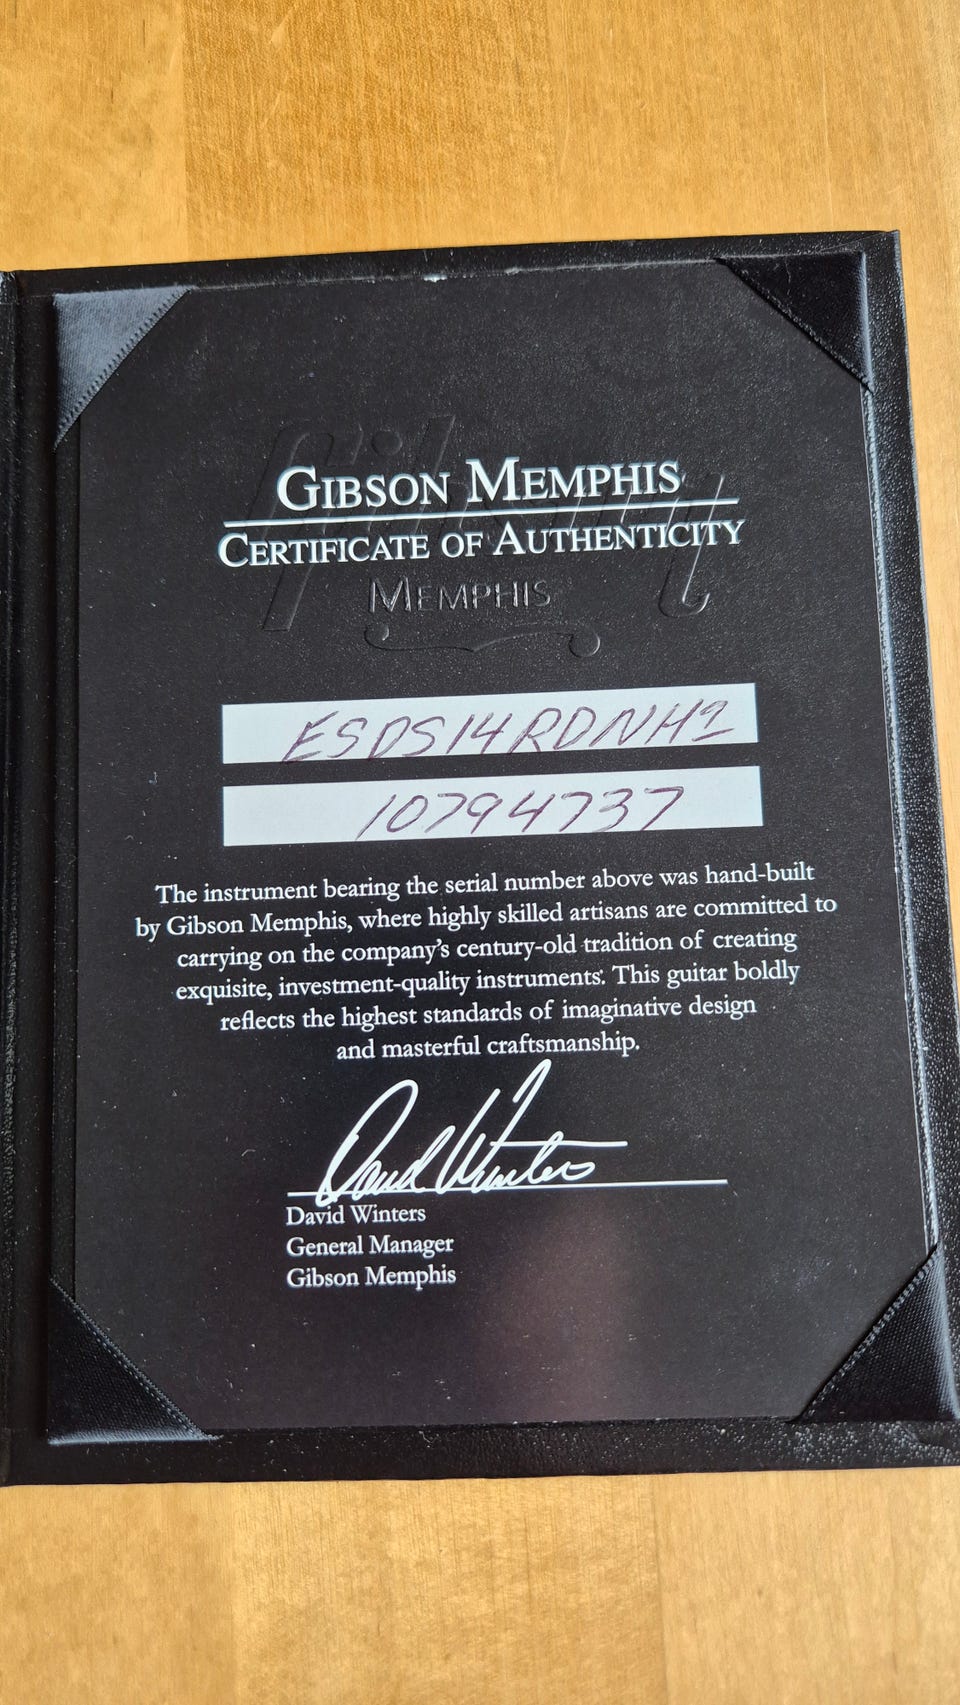 Gibson
GIBSON MEMPHIS
CERTIFICATE OF AUTHENTICITY
MEMPHIS
ESDS14RDNH1
10794737
The instrument bearing the serial number above was hand-built
by Gibson Memphis, where highly skilled artisans are committed to
carrying on the company's century-old tradition of creating
exquisite, investment-quality instruments. This guitar boldly
reflects the highest standards of imaginative design
and masterful craftsmanship.
David Winters
David Winters
General Manager
Gibson Memphis